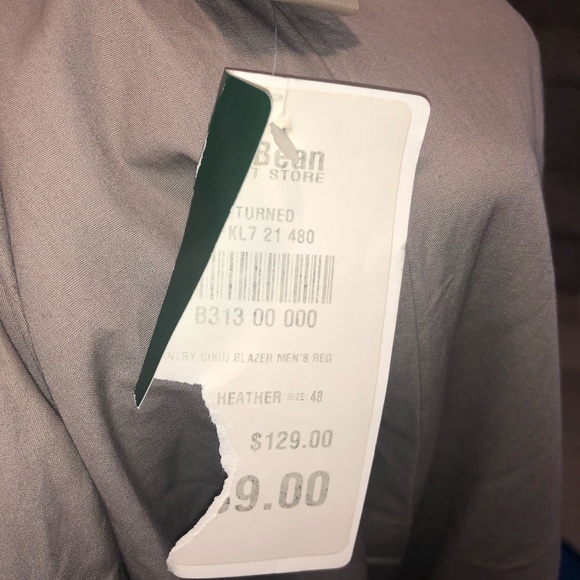 Bean
T STORE
ETURNED
KL7 21 480
B313 00 000
NTRY CORD BLAZER MEN'S REG
HEATHER SIZE: 48
$129.00
9.00